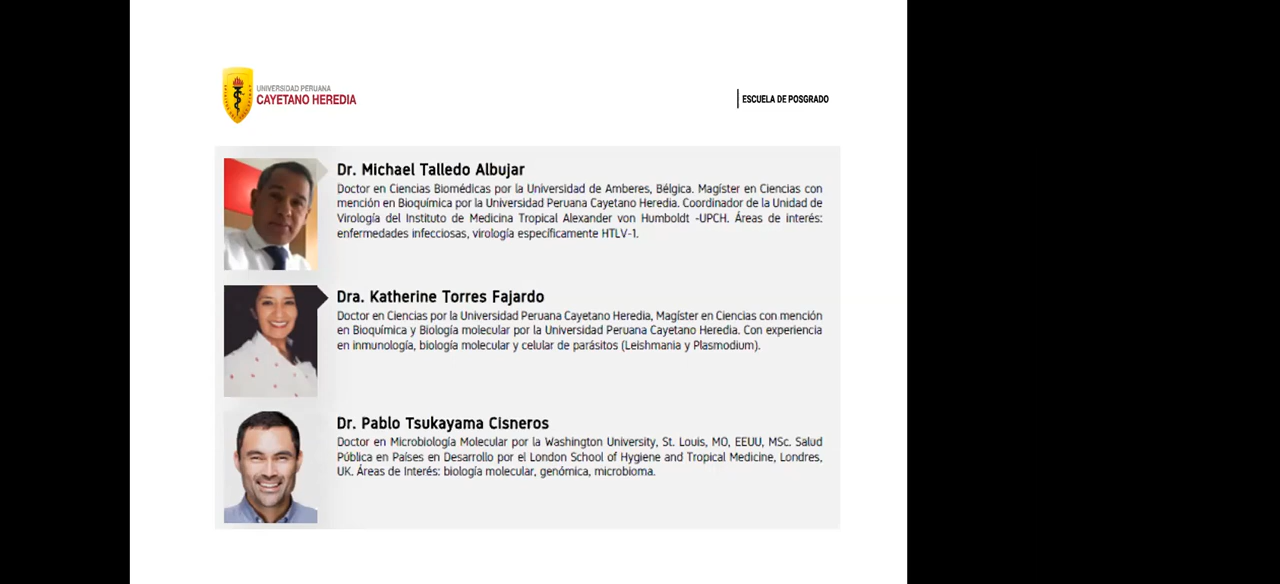 UNIVERSIDAD PERUANA
CAYETANO HEREDIA
ESCUELA DE POSGRADO
Dr. Michael Talledo Albujar
Doctor en Ciencias Biomédicas por la Universidad de Amberes, Bélgica. Magíster en Ciencias con
mención en Bioquímica por la Universidad Peruana Cayetano Heredia. Coordinador de la Unidad de
Virología del Instituto de Medicina Tropical Alexander von Humboldt -UPCH. Áreas de interés:
enfermedades infecciosas, virología específicamente HTLV-1.
Dra. Katherine Torres Fajardo
Doctor en Ciencias por la Universidad Peruana Cayetano Heredia, Magíster en Ciencias con mención
en Bioquímica y Biología molecular por la Universidad Peruana Cayetano Heredia. Con experiencia
en inmunología, biología molecular y celular de parásitos (Leishmania y Plasmodium).
Dr. Pablo Tsukayama Cisneros
Doctor en Microbiología Molecular por la Washington University, St. Louis, MO, EEUU, MSc. Salud
Pública en Países en Desarrollo por el London School of Hygiene and Tropical Medicine, Londres,
UK. Áreas de Interés: biología molecular, genómica, microbioma.